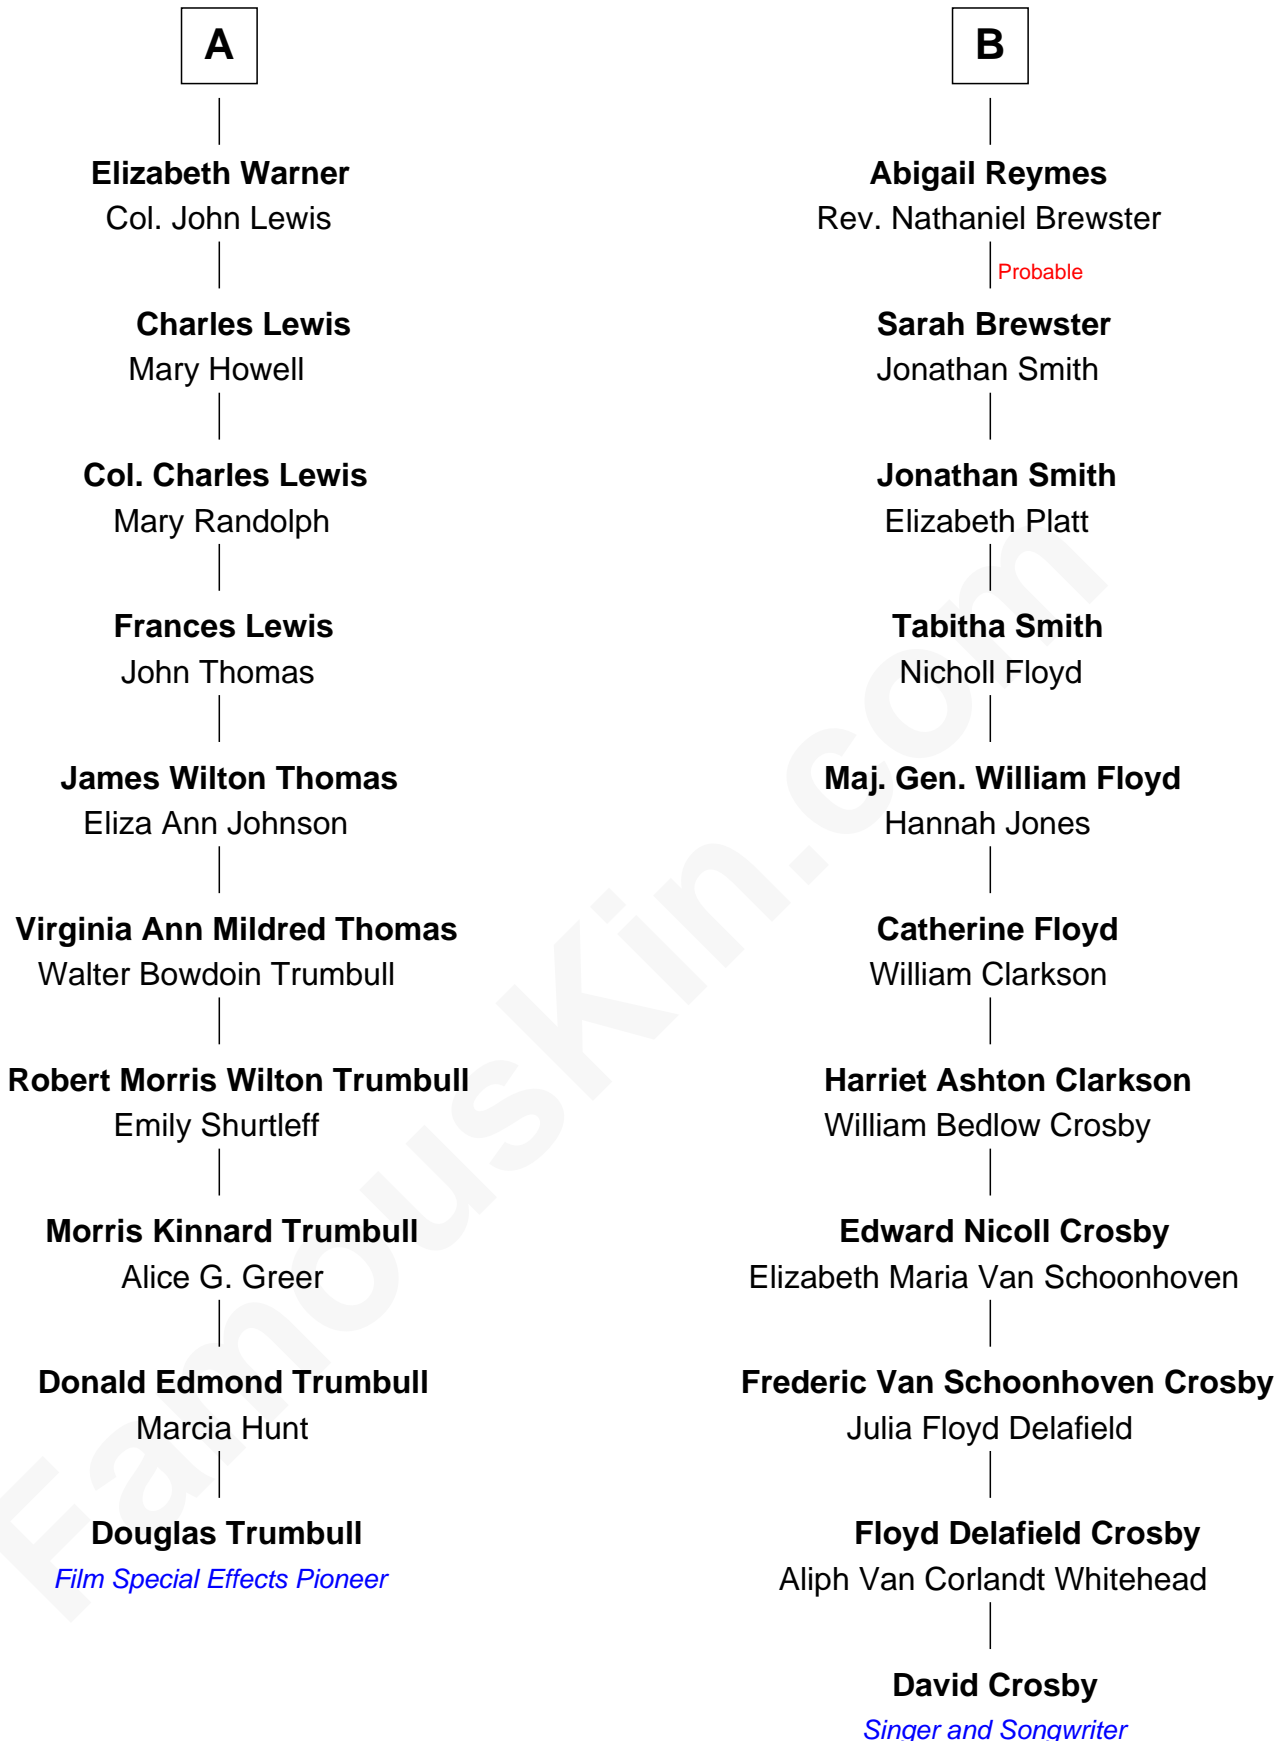 A
Elizabeth Warner
Col. John Lewis
Charles Lewis
Mary Howell
Col. Charles Lewis
Mary Randolph
Frances Lewis
John Thomas
James Wilton Thomas
Eliza Ann Johnson
Virginia Ann Mildred Thomas
Walter Bowdoin Trumbull
Robert Morris Wilton Trumbull
Emily Shurtleff
Morris Kinnard Trumbull
Alice G. Greer
Donald Edmond Trumbull
Marcia Hunt
Douglas Trumbull
Film Special Effects Pioneer
B
Abigail Reymes
Rev. Nathaniel Brewster
Probable
Sarah Brewster
Jonathan Smith
Jonathan Smith
Elizabeth Platt
Tabitha Smith
Nicholl Floyd
Maj. Gen. William Floyd
Hannah Jones
Catherine Floyd
William Clarkson
Harriet Ashton Clarkson
William Bedlow Crosby
Edward Nicoll Crosby
Elizabeth Maria Van Schoonhoven
Frederic Van Schoonhoven Crosby
Julia Floyd Delafield
Floyd Delafield Crosby
Aliph Van Corlandt Whitehead
David Crosby
Singer and Songwriter
FamousKin.com